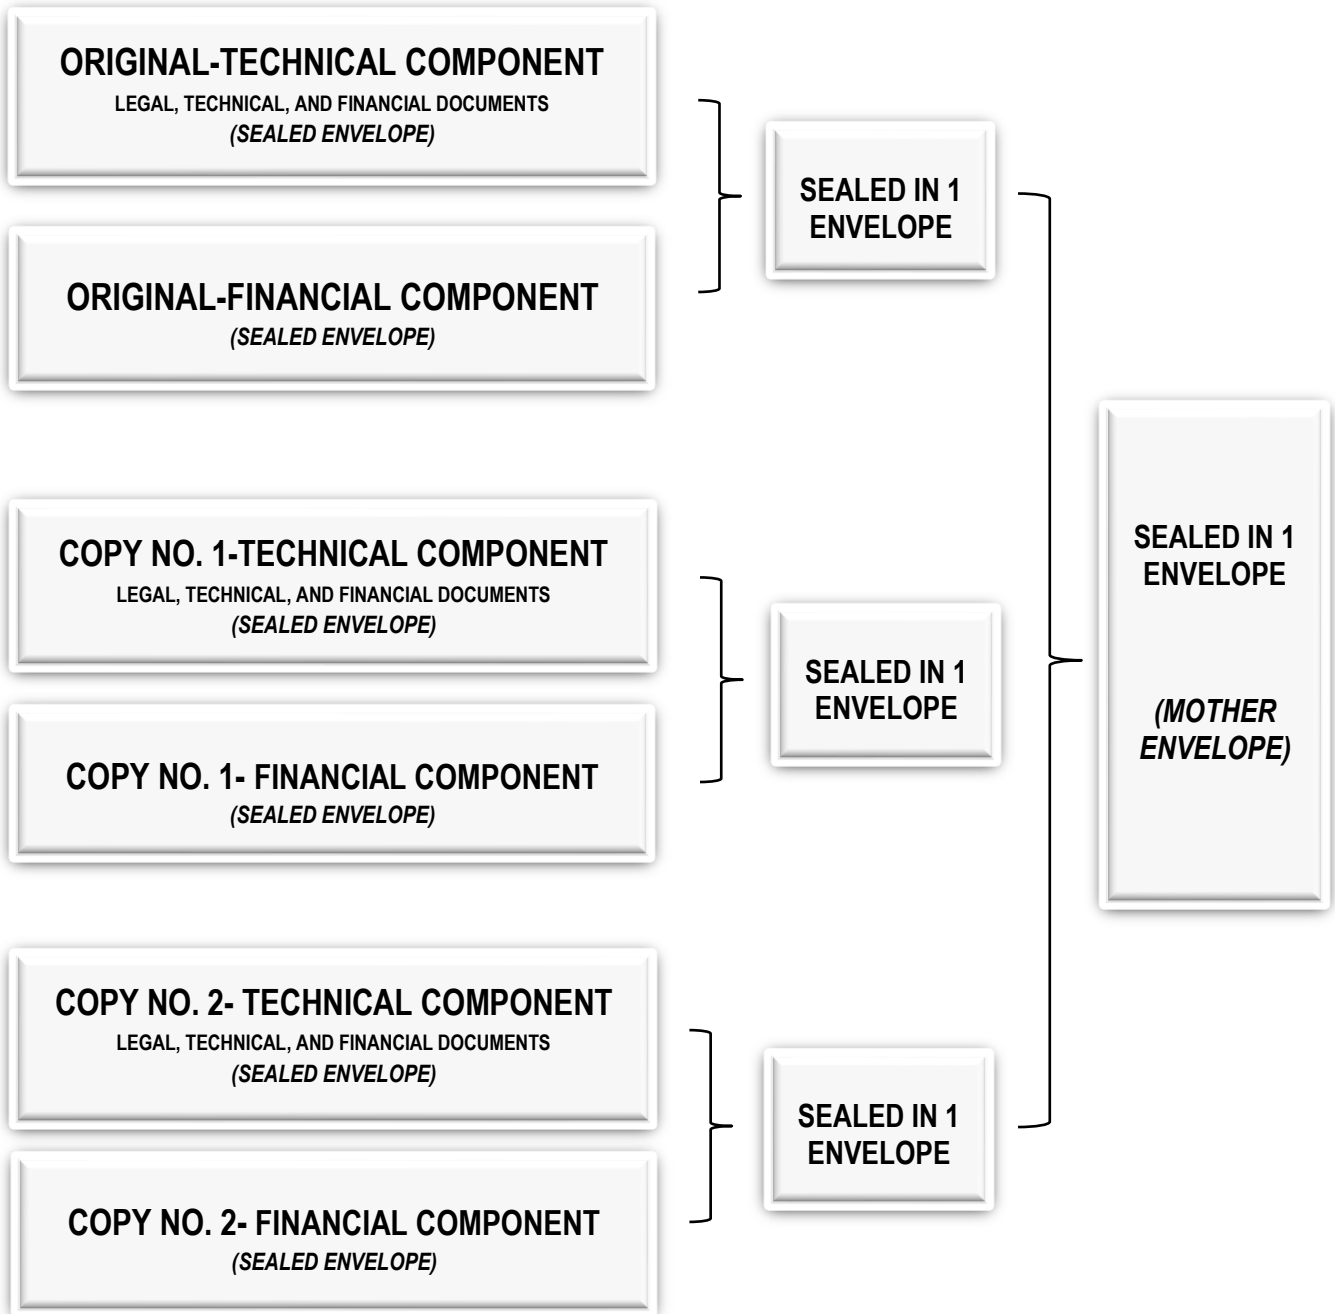 ORIGINAL-TECHNICAL COMPONENT
LEGAL, TECHNICAL, AND FINANCIAL DOCUMENTS
(SEALED ENVELOPE)
ORIGINAL-FINANCIAL COMPONENT
(SEALED ENVELOPE)
SEALED IN 1
ENVELOPE
COPY NO. 1-TECHNICAL COMPONENT
LEGAL, TECHNICAL, AND FINANCIAL DOCUMENTS
(SEALED ENVELOPE)
COPY NO. 1- FINANCIAL COMPONENT
(SEALED ENVELOPE)
SEALED IN 1
ENVELOPE
COPY NO. 2- TECHNICAL COMPONENT
LEGAL, TECHNICAL, AND FINANCIAL DOCUMENTS
(SEALED ENVELOPE)
COPY NO. 2- FINANCIAL COMPONENT
(SEALED ENVELOPE)
SEALED IN 1
ENVELOPE
SEALED IN 1
ENVELOPE
(MOTHER
ENVELOPE)